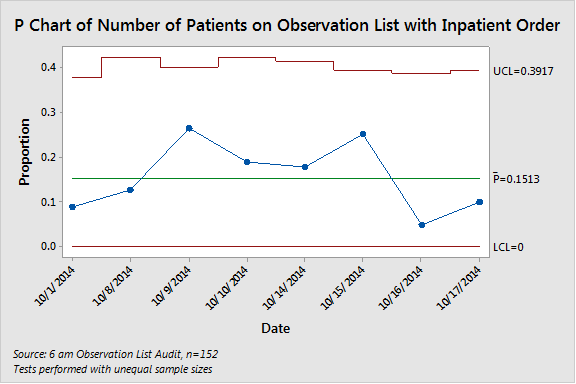 P Chart of Number of Patients on Observation List with Inpatient Order
0.4
0.3
0.2
0.1
0.0
Proportion
UCL=0.3917
P̅=0.1513
LCL=0
10/1/2014
10/8/2014
10/9/2014
10/10/2014
10/14/2014
10/15/2014
10/16/2014
10/17/2014
Date
Source: 6 am Observation List Audit, n=152
Tests performed with unequal sample sizes